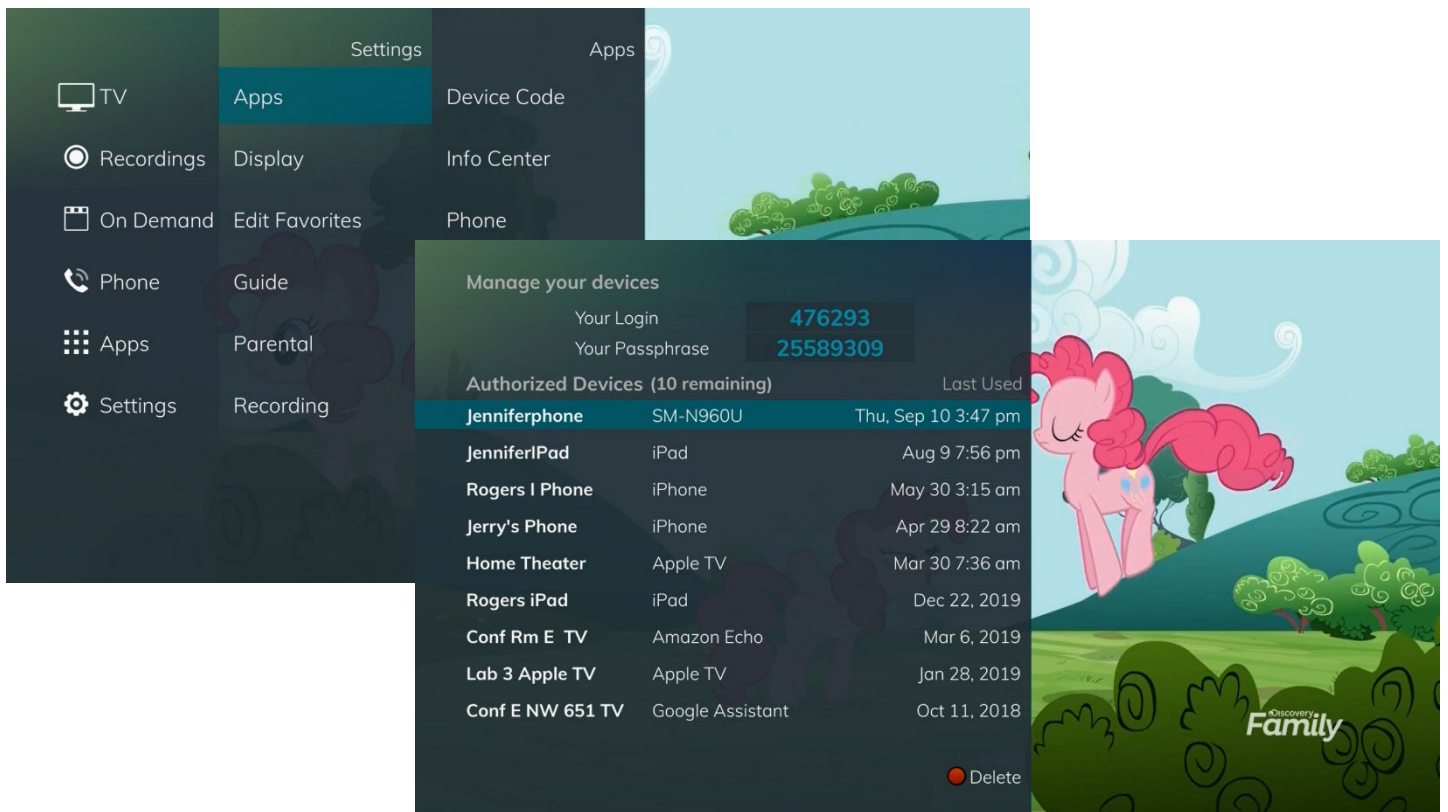 Settings
Apps
TV
Apps
Device Code
Recordings
Display
Info Center
On Demand
Edit Favorites
Phone
Phone
Guide
Apps
Parental
Settings
Recording
Manage your devices
Your Login 476293
Your Passphrase 25589309
Authorized Devices (10 remaining) Last Used
Jenniferphone SM-N960U Thu, Sep 10 3:47 pm
JenniferIPad iPad Aug 9 7:56 pm
Rogers I Phone iPhone May 30 3:15 am
Jerry's Phone iPhone Apr 29 8:22 am
Home Theater Apple TV Mar 30 7:36 am
Rogers iPad iPad Dec 22, 2019
Conf Rm E TV Amazon Echo Mar 6, 2019
Lab 3 Apple TV Apple TV Jan 28, 2019
Conf E NW 651 TV Google Assistant Oct 11, 2018
Delete
Discovery
Family